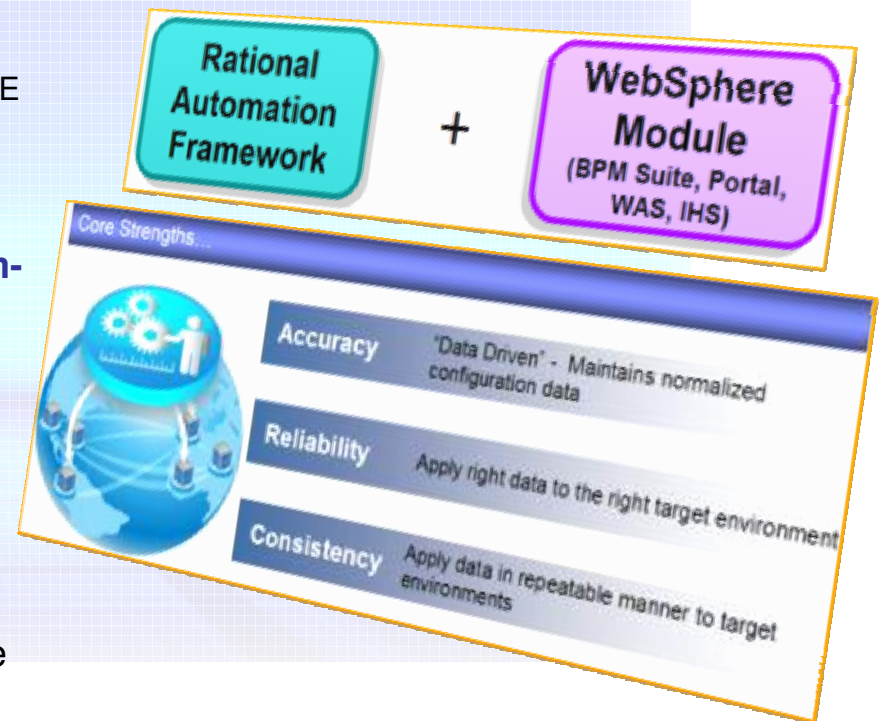 E
n-
e
Rational
Automation
Framework
+
WebSphere
Module
(BPM Suite, Portal,
WAS, IHS)
Core Strengths...
Accuracy
"Data Driven" - Maintains normalized
configuration data
Reliability
Apply right data to the right target environment
Consistency
Apply data in repeatable manner to target
environments